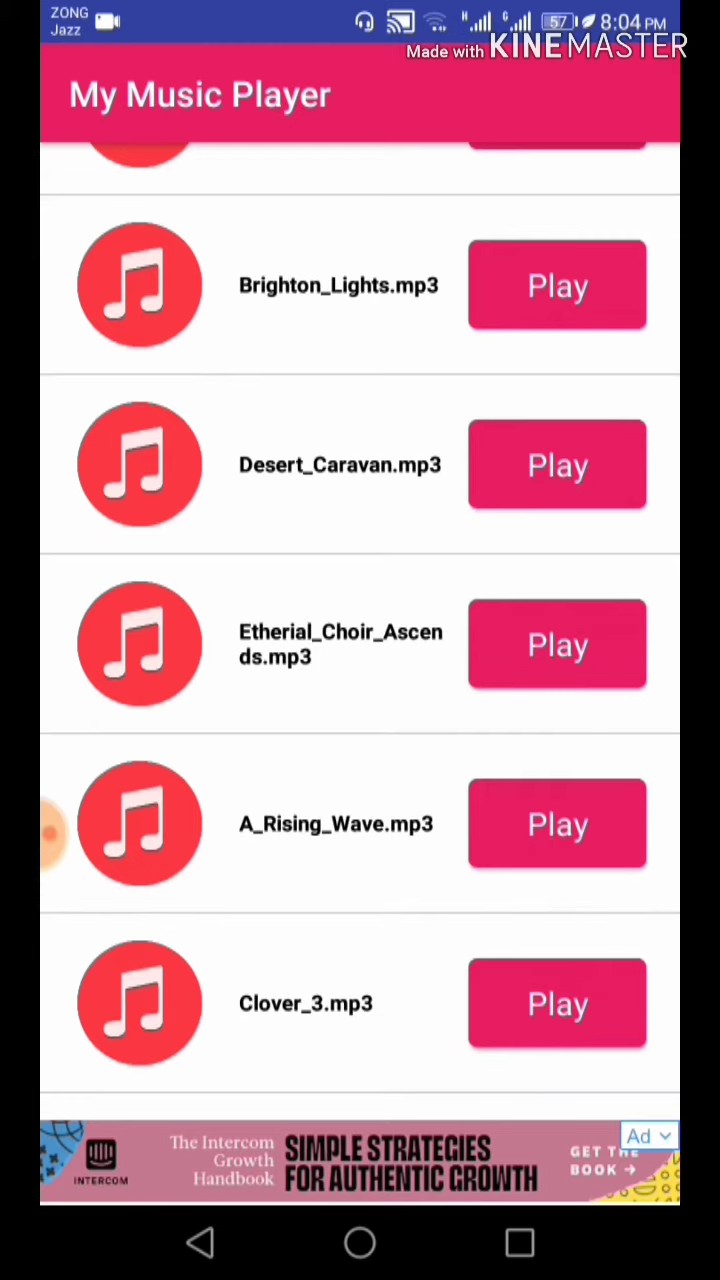 ZONG
Jazz
H
G
57
8:04 PM
Made with KINEMASTER
My Music Player
Brighton_Lights.mp3
Play
Desert_Caravan.mp3
Play
Etherial_Choir_Ascen
ds.mp3
Play
A_Rising_Wave.mp3
Play
Clover_3.mp3
Play
INTERCOM
The Intercom
Growth
Handbook
SIMPLE STRATEGIES
FOR AUTHENTIC GROWTH
GET THE
BOOK →
Ad